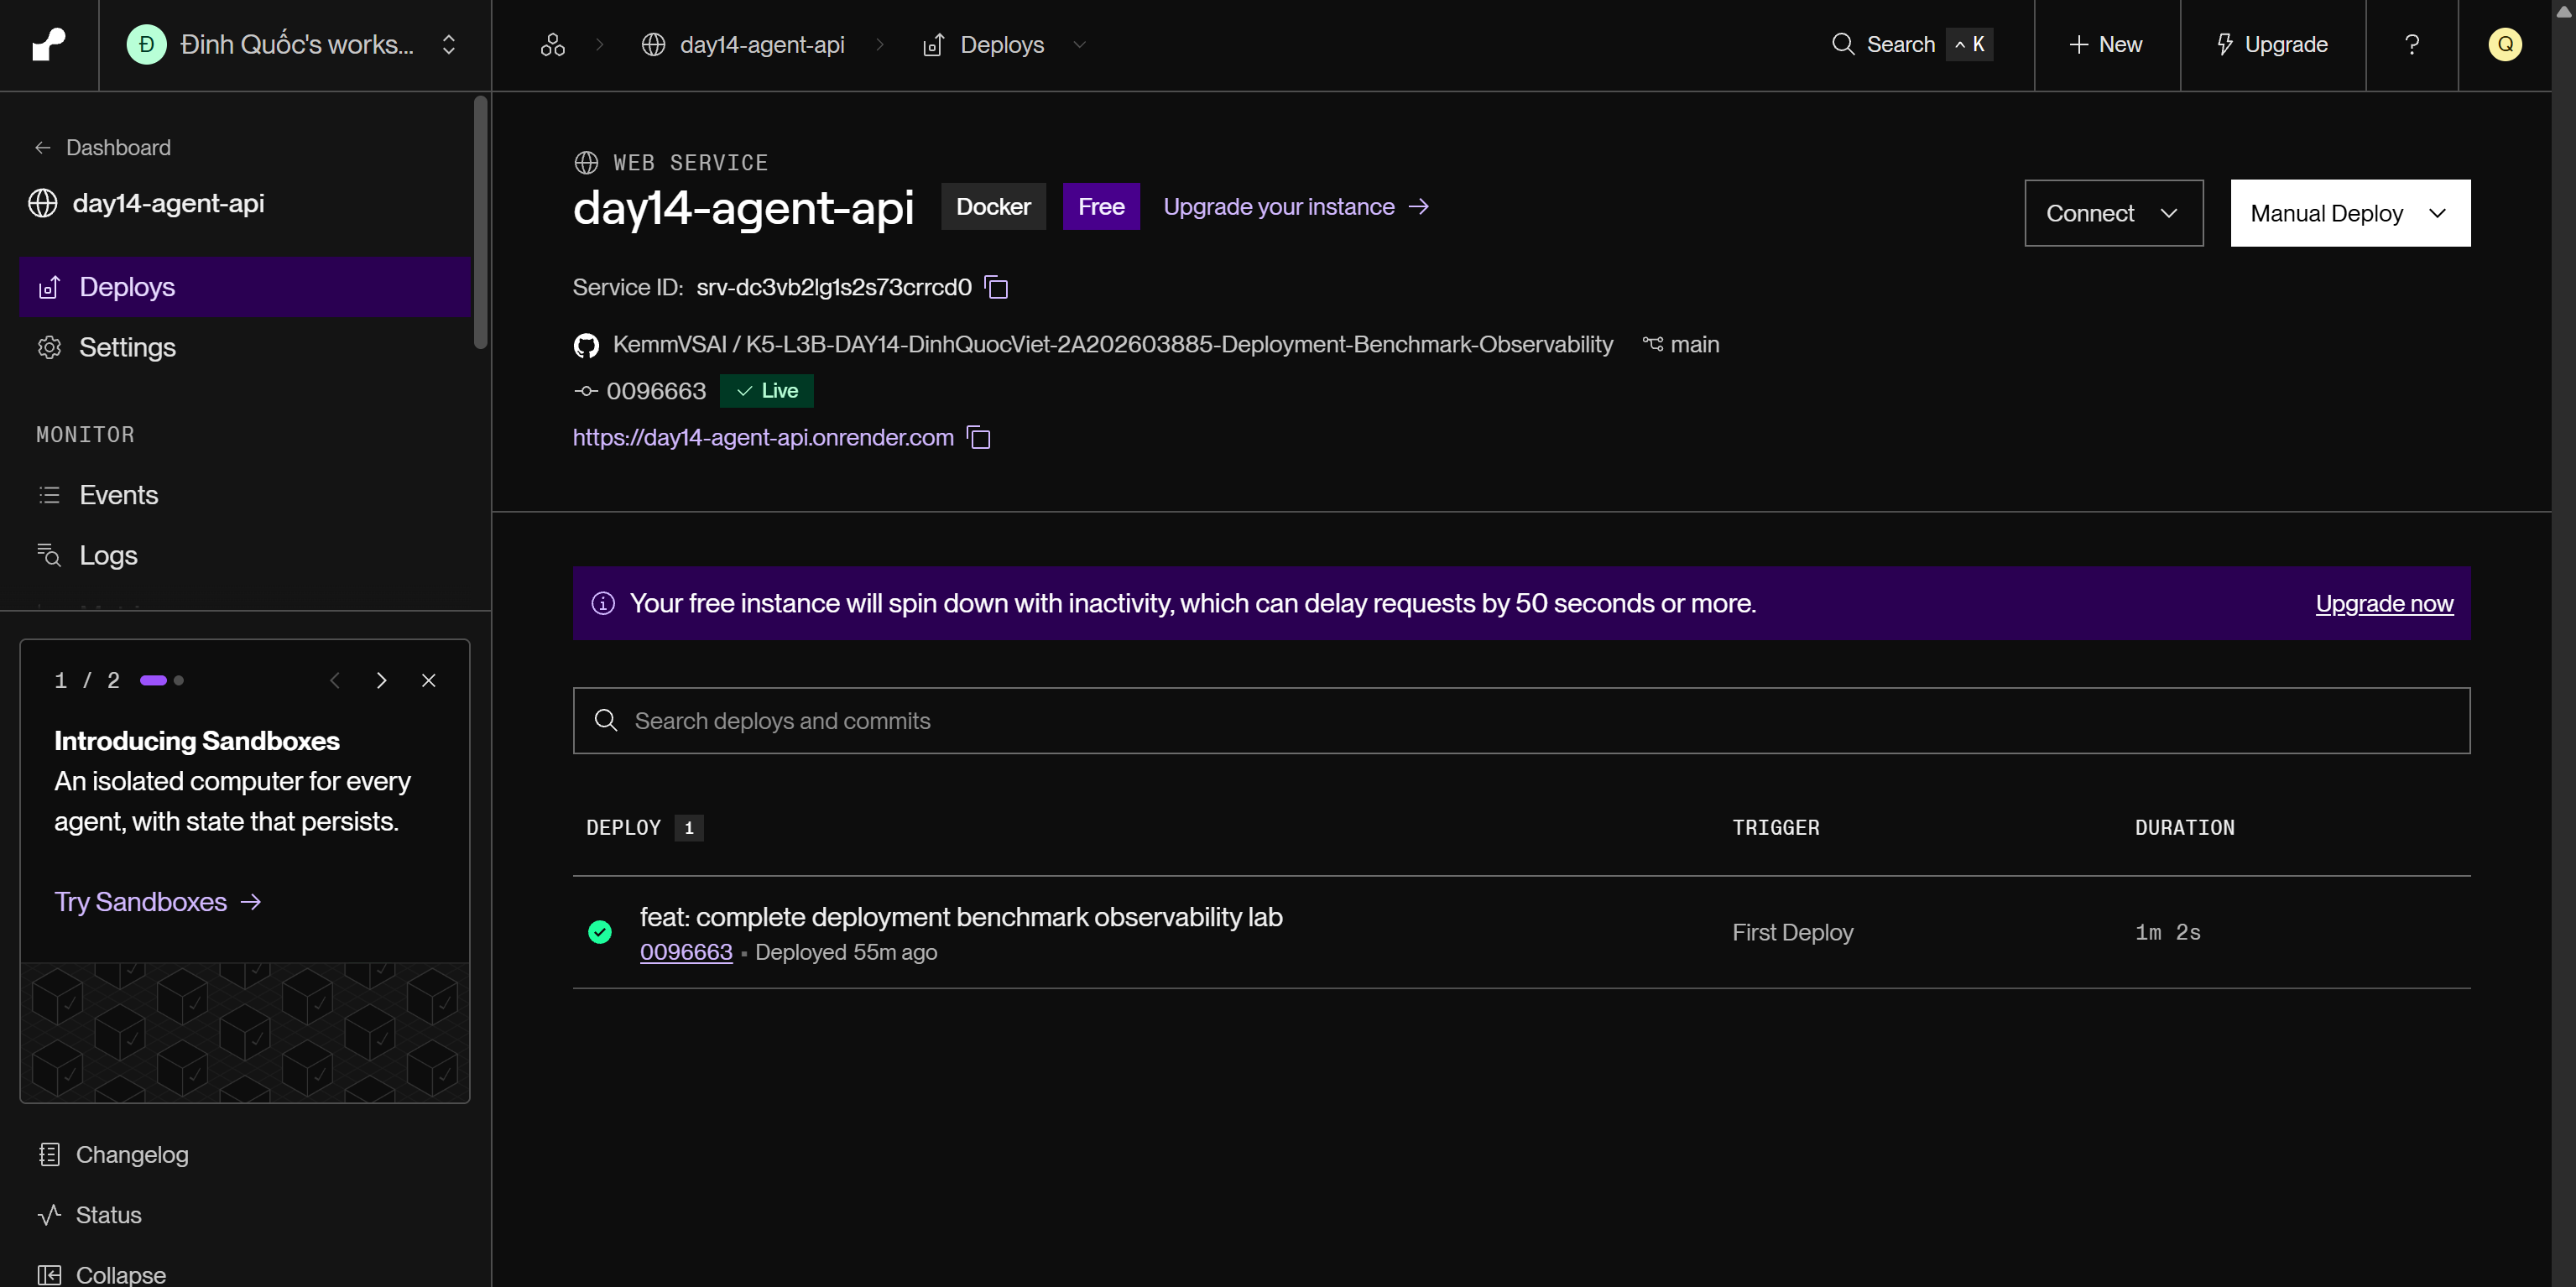 Đ Đinh Quốc's works...
day14-agent-api
Deploys
Search ^ K
New
Upgrade
?
Q
Dashboard
day14-agent-api
Deploys
Settings
MONITOR
Events
Logs
1 / 2
Introducing Sandboxes
An isolated computer for every
agent, with state that persists.
Try Sandboxes
Changelog
Status
Collapse
WEB SERVICE
day14-agent-api Docker Free Upgrade your instance
Connect
Manual Deploy
Service ID: srv-dc3vb2lg1s2s73crrcd0
KemmVSAI / K5-L3B-DAY14-DinhQuocViet-2A202603885-Deployment-Benchmark-Observability main
0096663 Live
https://day14-agent-api.onrender.com
Your free instance will spin down with inactivity, which can delay requests by 50 seconds or more. Upgrade now
Search deploys and commits
DEPLOY 1 TRIGGER DURATION
feat: complete deployment benchmark observability lab
0096663 ▪ Deployed 55m ago
First Deploy
1m 2s